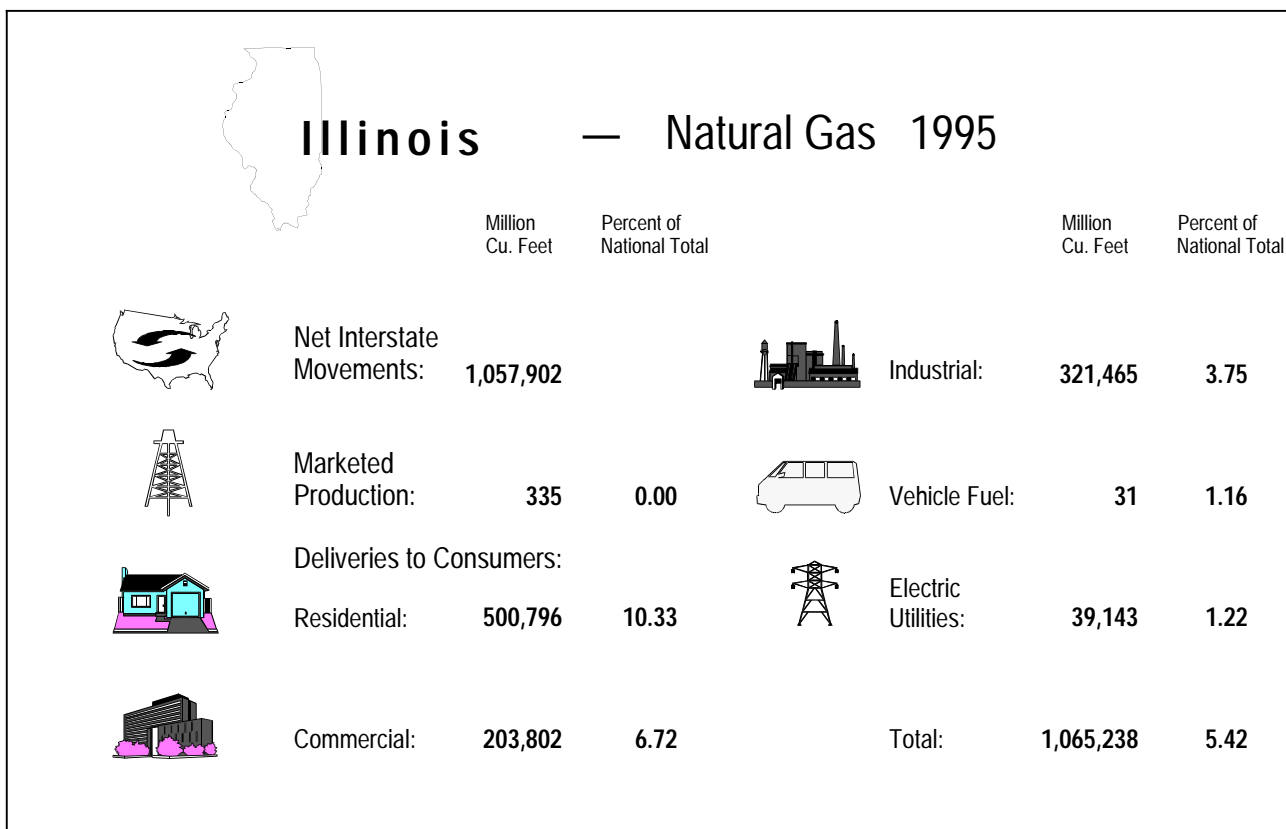 Illinois — Natural Gas 1995
Million Percent of Million Percent of
Cu. Feet National Total Cu. Feet National Total
Net Interstate
Movements: 1,057,902
Industrial: 321,465 3.75
Marketed
Production: 335 0.00
Vehicle Fuel: 31 1.16
Deliveries to Consumers:
Residential: 500,796 10.33
Electric
Utilities: 39,143 1.22
Commercial: 203,802 6.72
Total: 1,065,238 5.42